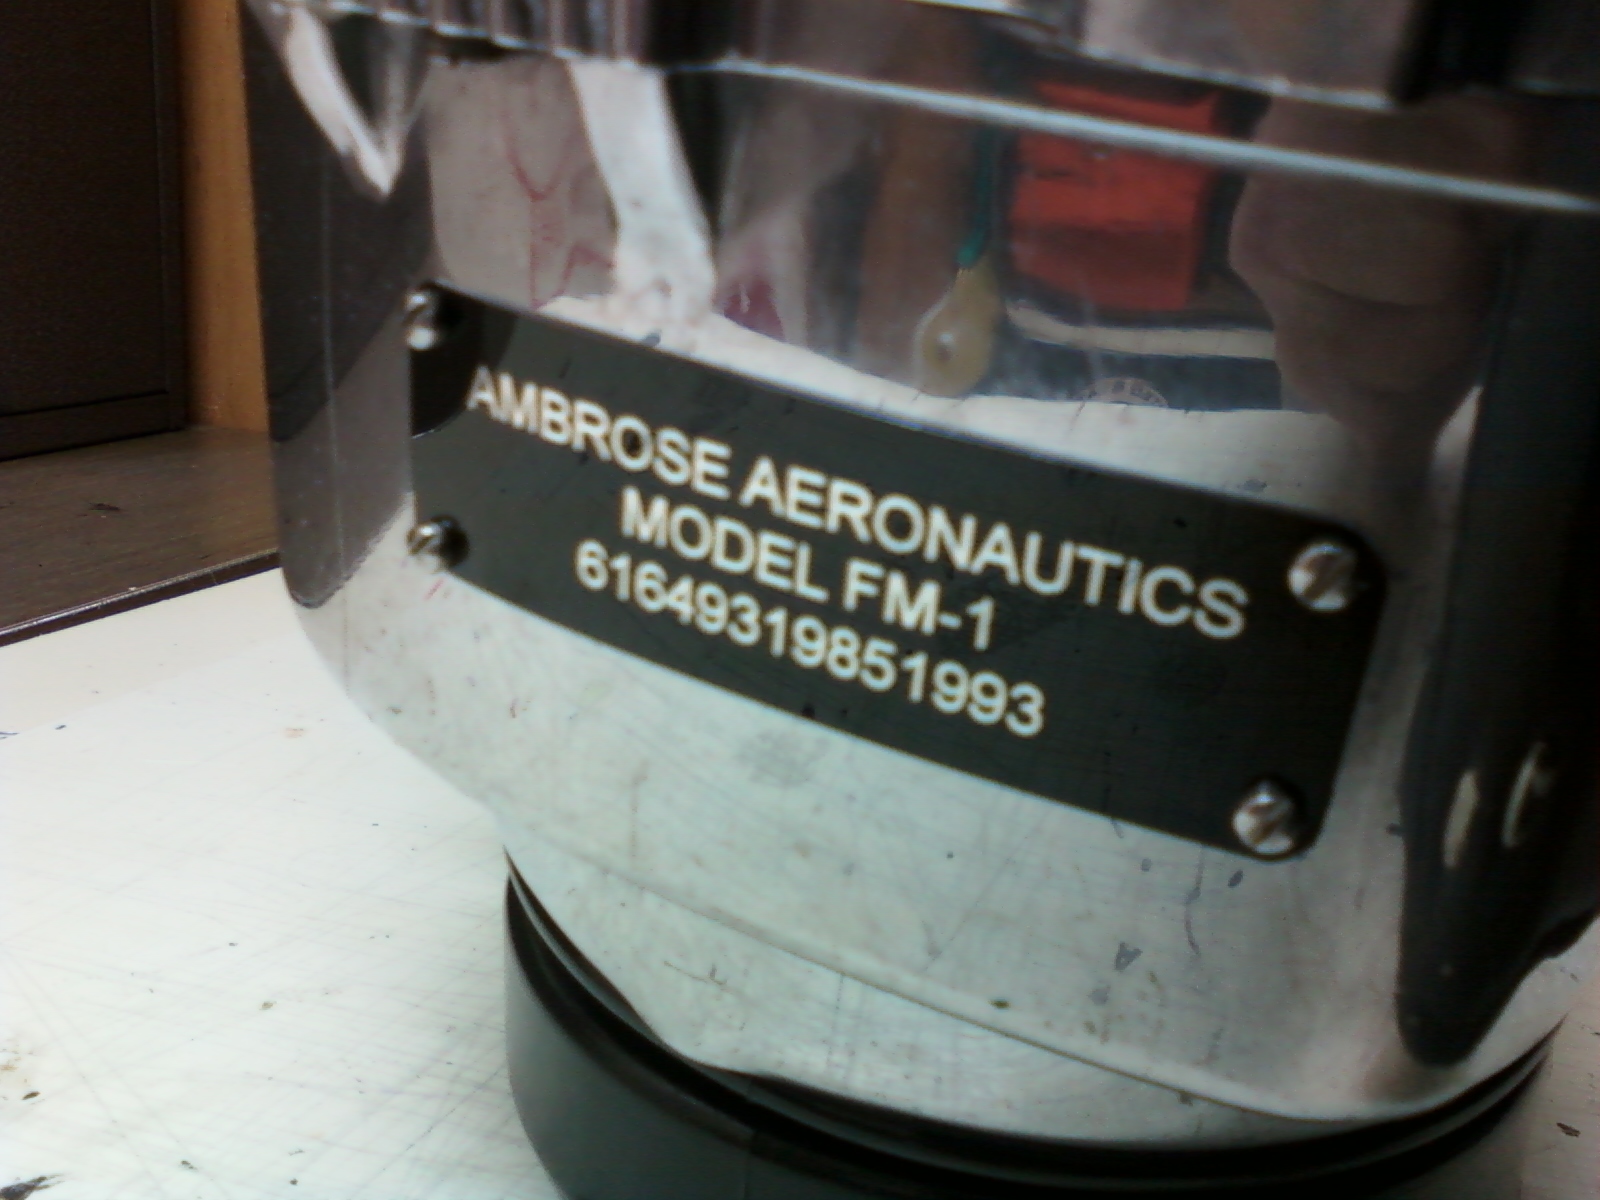 AMBROSE AERONAUTICS
MODEL FM-1
61649319851993